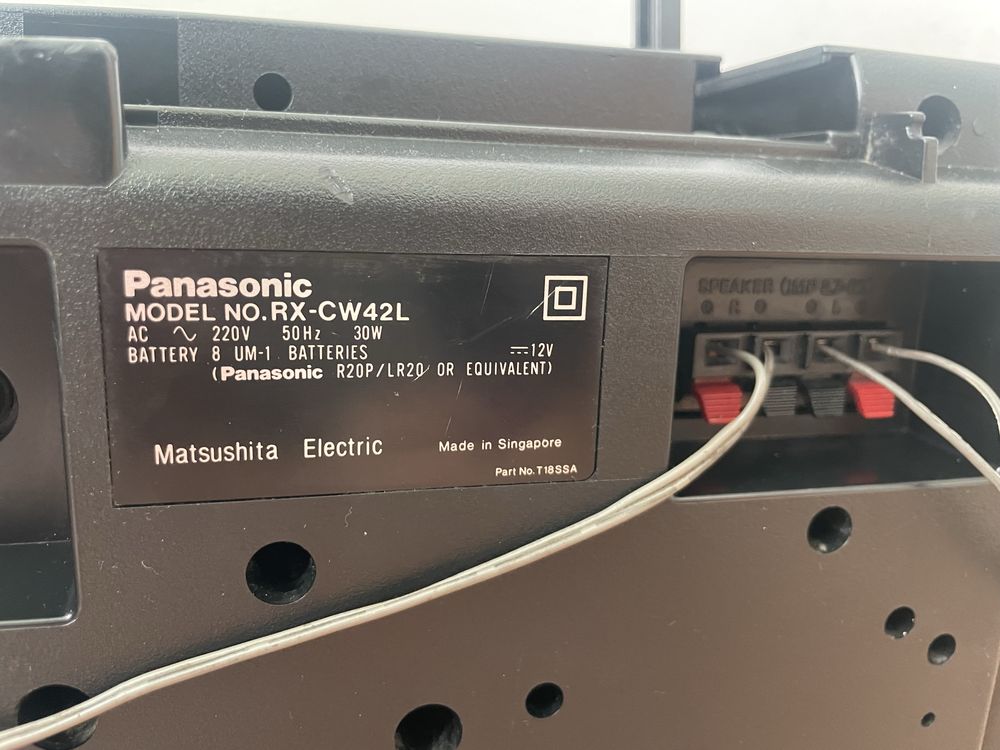 Panasonic
MODEL NO. RX-CW42L
AC ∿ 220V 50Hz 30W
BATTERY 8 UM-1 BATTERIES ⎓12V
(Panasonic R20P/LR20 OR EQUIVALENT)
Matsushita Electric Made in Singapore
Part No. T18SSA
SPEAKER
R L